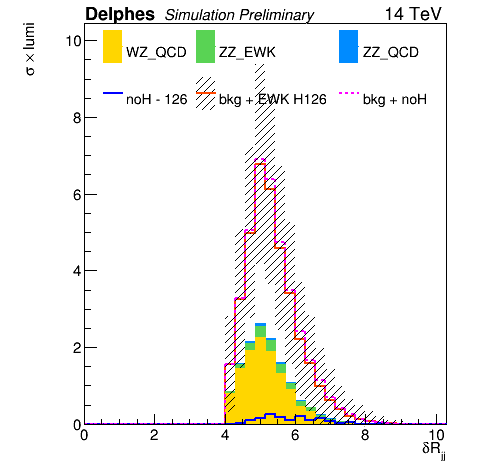 Delphes Simulation Preliminary 14 TeV
σ × lumi
WZ_QCD ZZ_EWK ZZ_QCD
noH - 126 bkg + EWK H126 bkg + noH
10
8
6
4
2
0
0 2 4 6 8 10
δR_jj